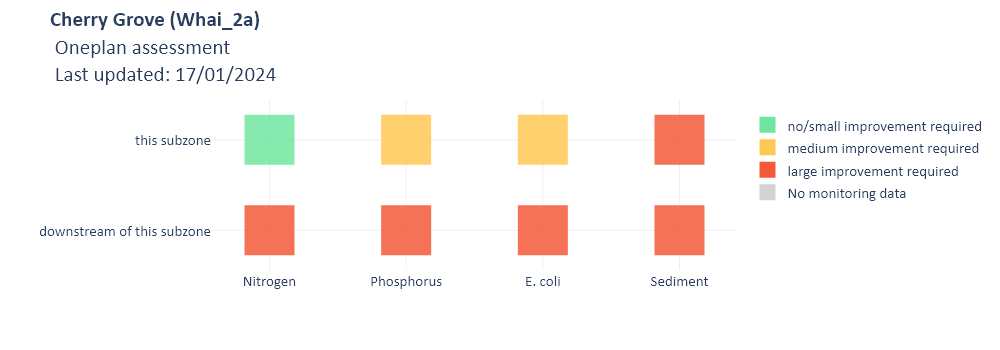 Cherry Grove (Whai_2a)
Oneplan assessment
Last updated: 17/01/2024
this subzone
downstream of this subzone
Nitrogen Phosphorus E. coli Sediment
no/small improvement required
medium improvement required
large improvement required
No monitoring data